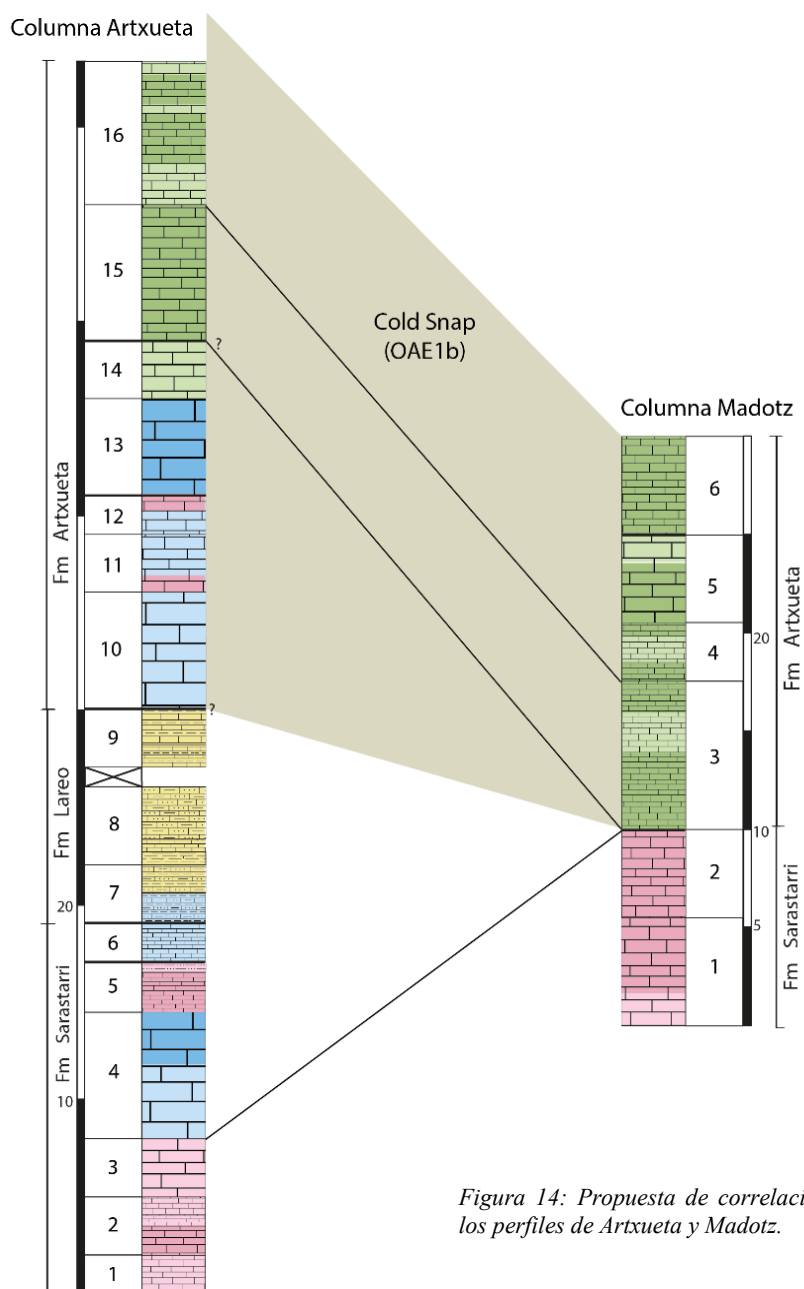 Columna Artxueta
16
15
Cold Snap
(OAE1b)
?
14
Columna Madotz
13
6
12
5
Fm Artxueta
11
20
4
Fm Artxueta
10
3
?
9
10
Fm Lareo
8
2
7
5
20
6
1
Fm Sarastarri
5
Fm Sarastarri
4
10
3
2
1
Figura 14: Propuesta de correlaci
los perfiles de Artxueta y Madotz.